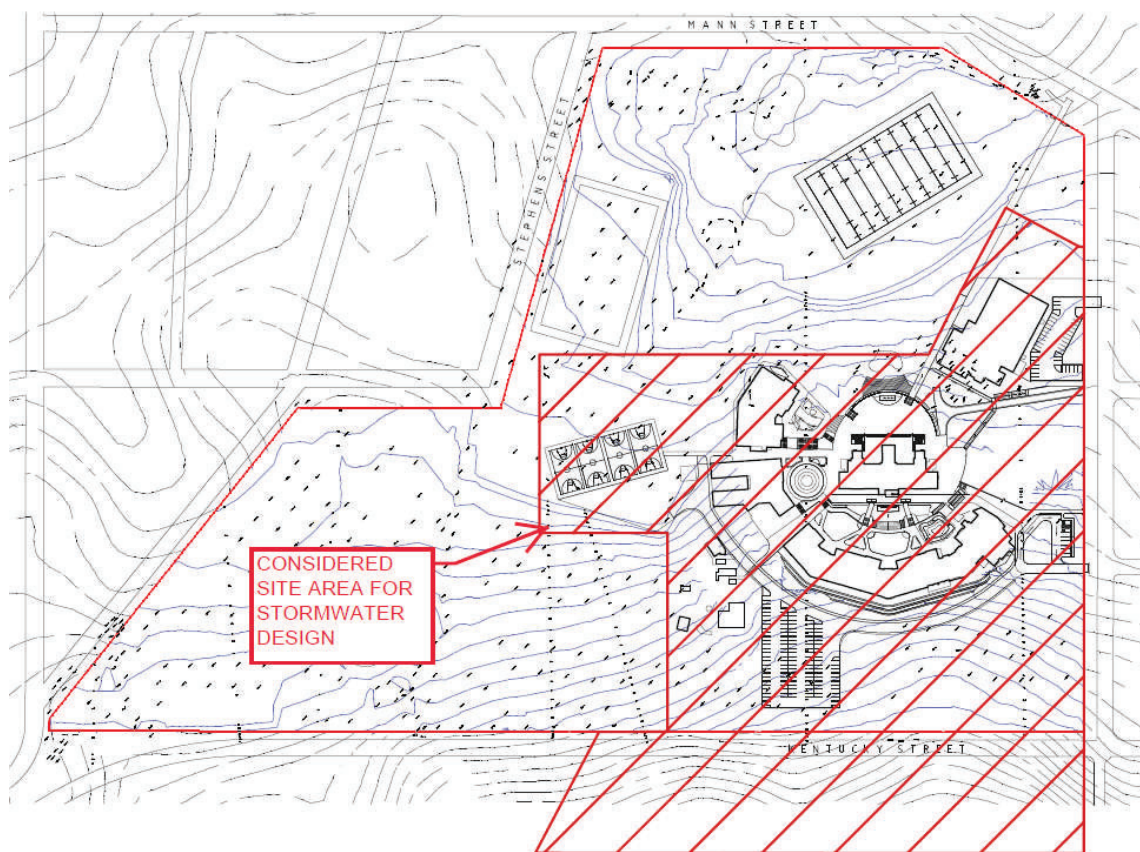 MANN STREET
STEPHENS STREET
CONSIDERED
SITE AREA FOR
STORMWATER
DESIGN
KENTUCKY STREET